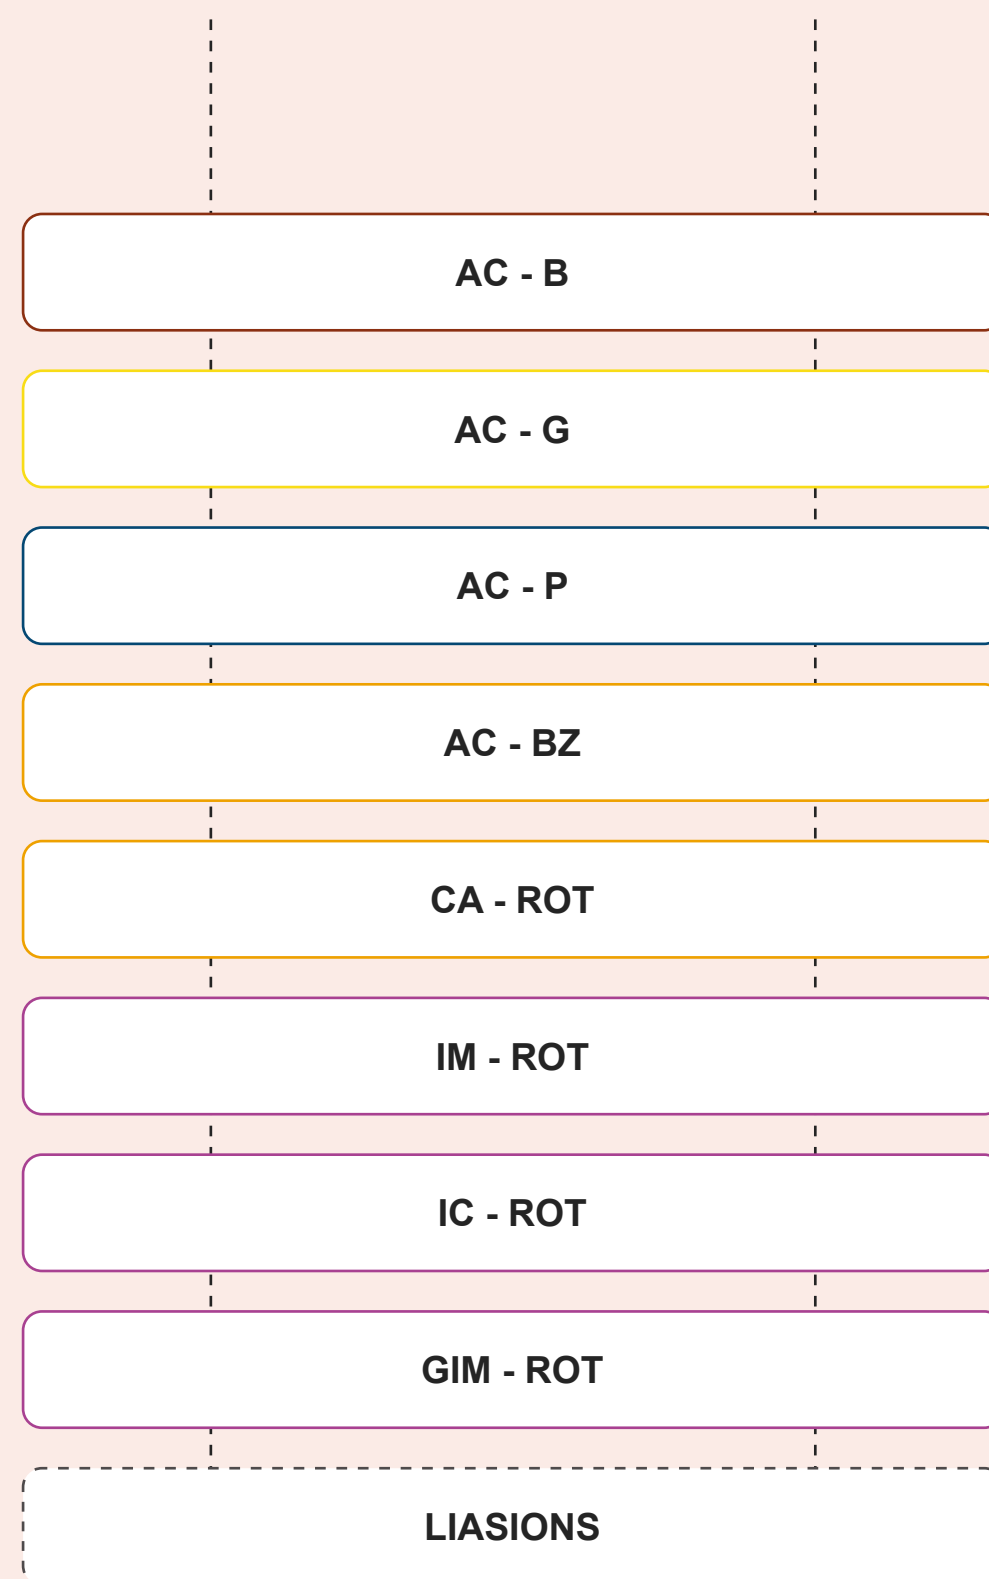 AC - B
AC - G
AC - P
AC - BZ
CA - ROT
IM - ROT
IC - ROT
GIM - ROT
LIASIONS